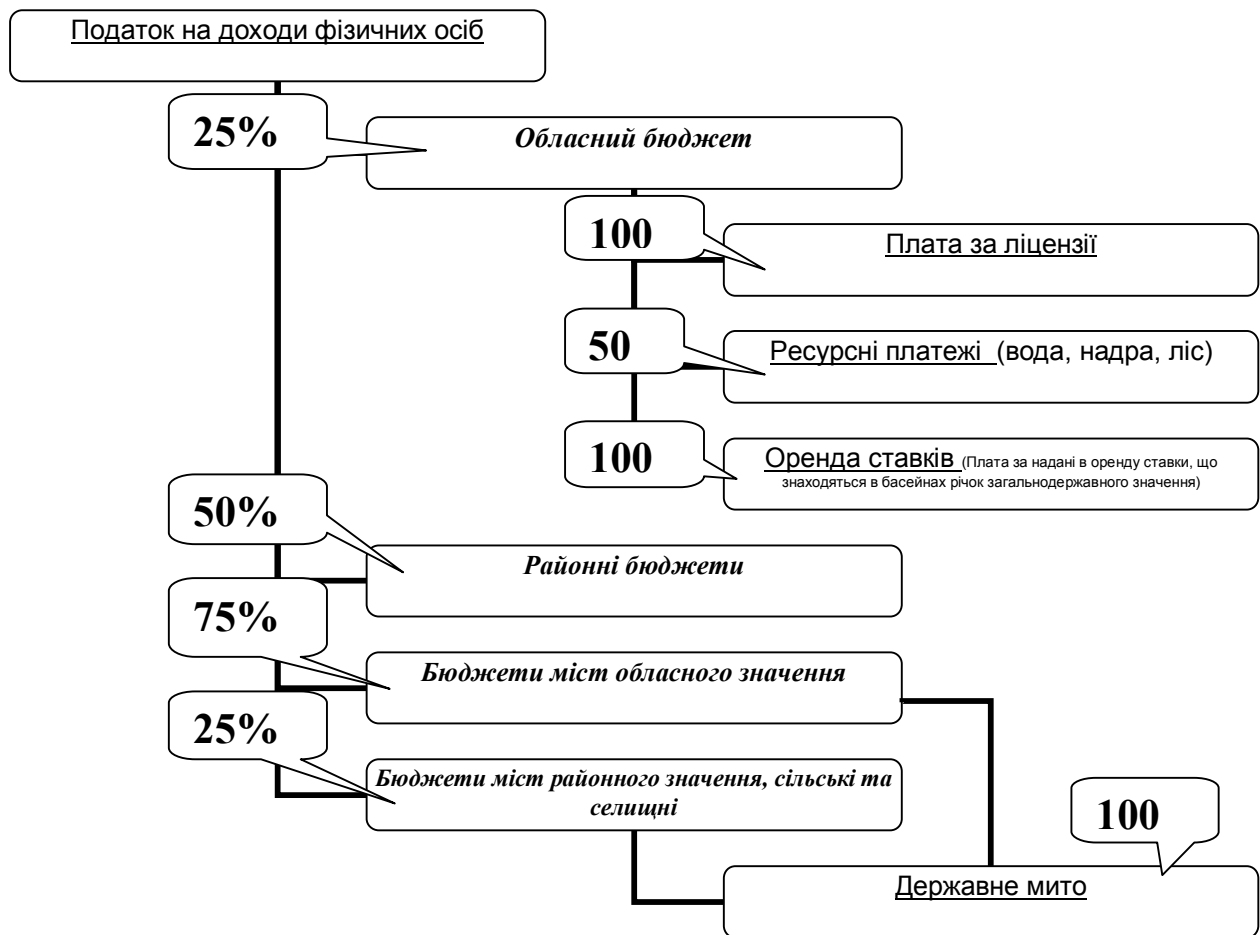 Податок на доходи фізичних осіб
25%
Обласний бюджет
100
Плата за ліцензії
50
Ресурсні платежі (вода, надра, ліс)
100
Оренда ставків (Плата за надані в оренду ставки, що
знаходяться в басейнах річок загальнодержавного значення)
50%
Районні бюджети
75%
Бюджети міст обласного значення
25%
Бюджети міст районного значення, сільські та
селищні
100
Державне мито